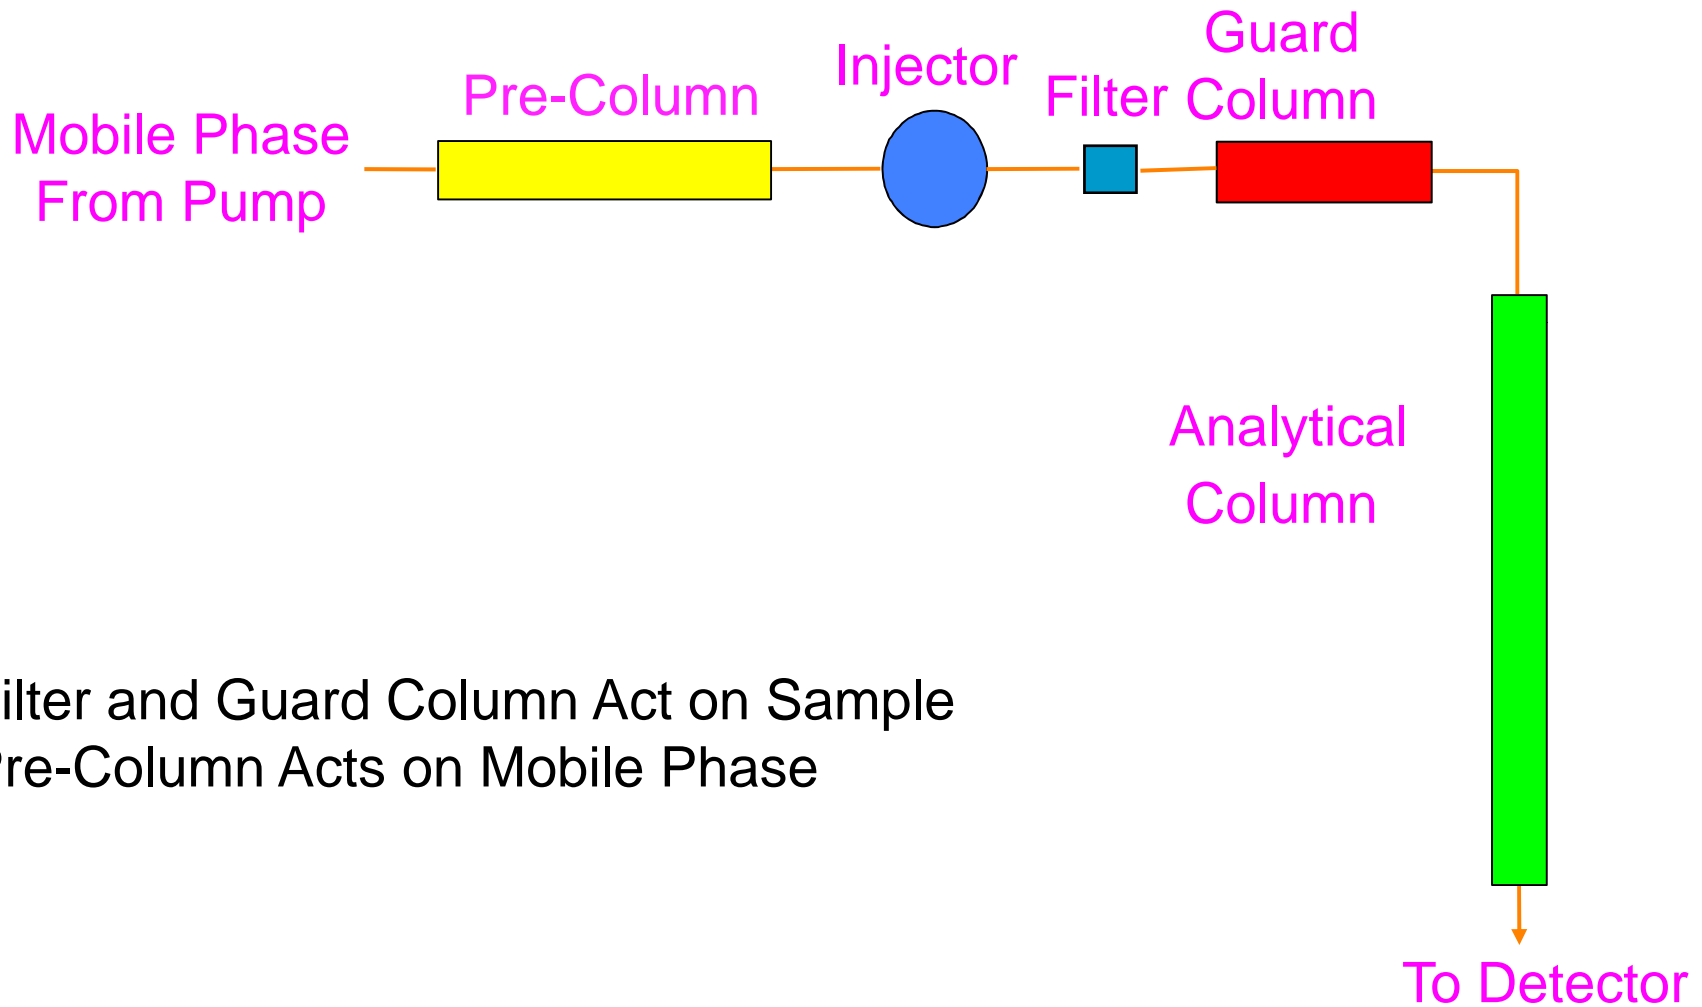 Mobile Phase
From Pump
Pre-Column
Injector
Filter
Guard
Column
Analytical
Column
ilter and Guard Column Act on Sample
Pre-Column Acts on Mobile Phase
To Detector